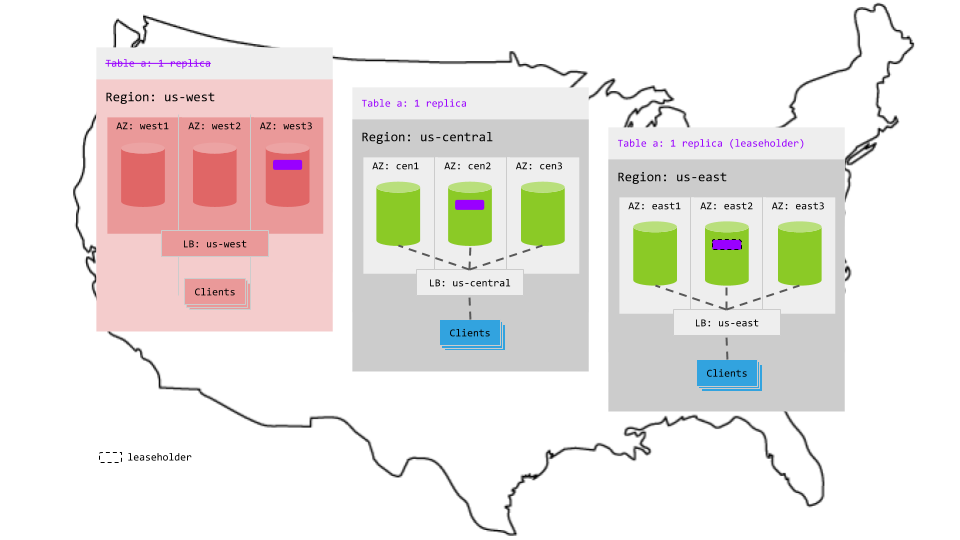 Table a: 1 replica
Region: us-west
AZ: west1
AZ: west2
AZ: west3
LB: us-west
Clients
Table a: 1 replica
Region: us-central
AZ: cen1
AZ: cen2
AZ: cen3
LB: us-central
Clients
Table a: 1 replica (leaseholder)
Region: us-east
AZ: east1
AZ: east2
AZ: east3
LB: us-east
Clients
leaseholder